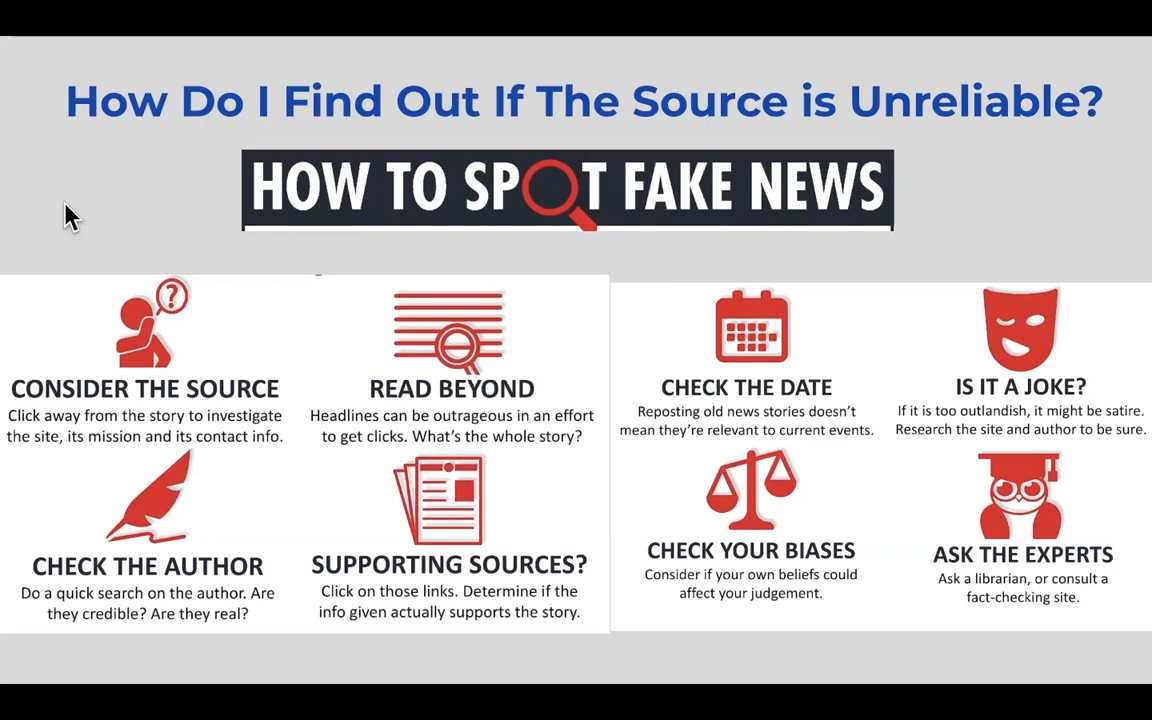 How Do I Find Out If The Source is Unreliable?
HOW TO SPOT FAKE NEWS
?
CONSIDER THE SOURCE
Click away from the story to investigate
the site, its mission and its contact info.
READ BEYOND
Headlines can be outrageous in an effort
to get clicks. What's the whole story?
CHECK THE DATE
Reposting old news stories doesn't
mean they're relevant to current events.
IS IT A JOKE?
If it is too outlandish, it might be satire.
Research the site and author to be sure.
CHECK THE AUTHOR
Do a quick search on the author. Are
they credible? Are they real?
SUPPORTING SOURCES?
Click on those links. Determine if the
info given actually supports the story.
CHECK YOUR BIASES
Consider if your own beliefs could
affect your judgement.
ASK THE EXPERTS
Ask a librarian, or consult a
fact-checking site.